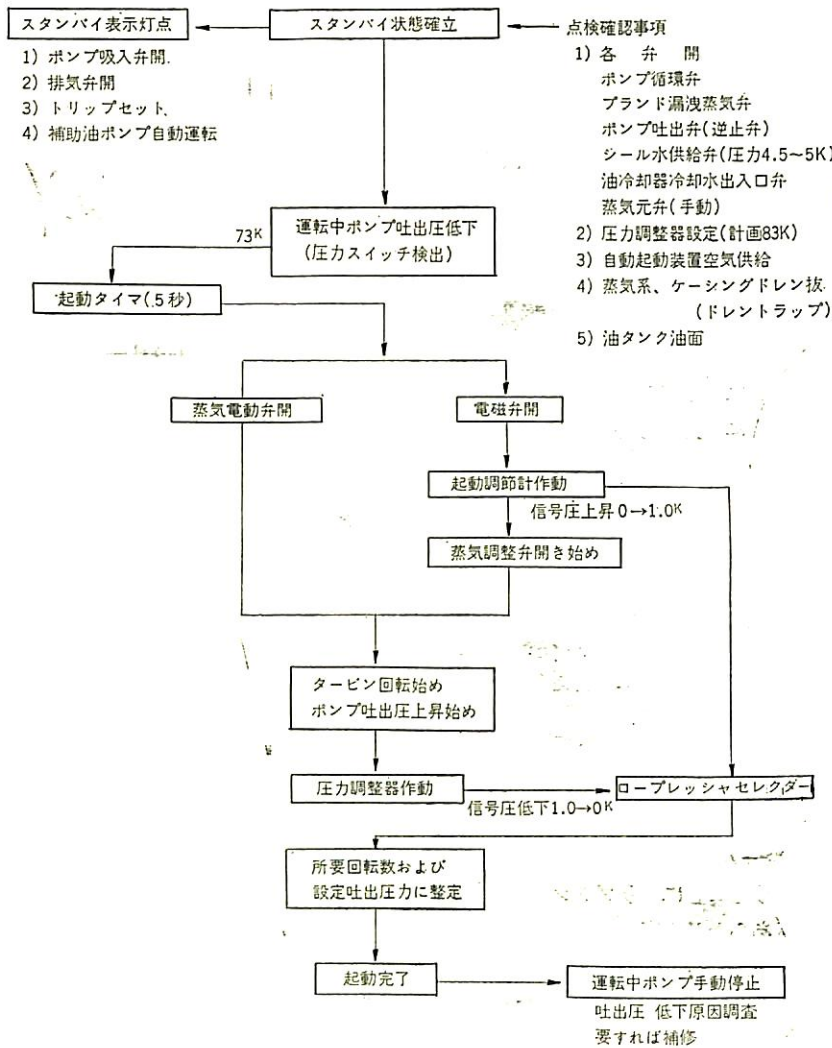 スタンバイ表示灯点
1) ポンプ吸入弁開
2) 排気弁開
3) トリップセット
4) 補助油ポンプ自動運転
スタンバイ状態確立
点検確認事項
1) 各 弁 開
ポンプ循環弁
ブランド漏洩蒸気弁
ポンプ吐出弁(逆止弁)
シール水供給弁(圧力4.5~5K)
油冷却器冷却水出入口弁
蒸気元弁(手動)
2) 圧力調整器設定(計画83K)
3) 自動起動装置空気供給
4) 蒸気系、ケーシングドレン抜
(ドレントラップ)
5) 油タンク油面
運転中ポンプ吐出圧低下
(圧力スイッチ検出)
73K
起動タイマ(.5秒)
蒸気電動弁開
電磁弁開
起動調節計作動
信号圧上昇0→1.0K
蒸気調整弁開き始め
タービン回転始め
ポンプ吐出圧上昇始め
圧力調整器作動
信号圧低下1.0→0K
ロープレッシャセレクター
所要回転数および
設定吐出圧力に整定
起動完了
運転中ポンプ手動停止
吐出圧 低下原因調査
要すれば補修